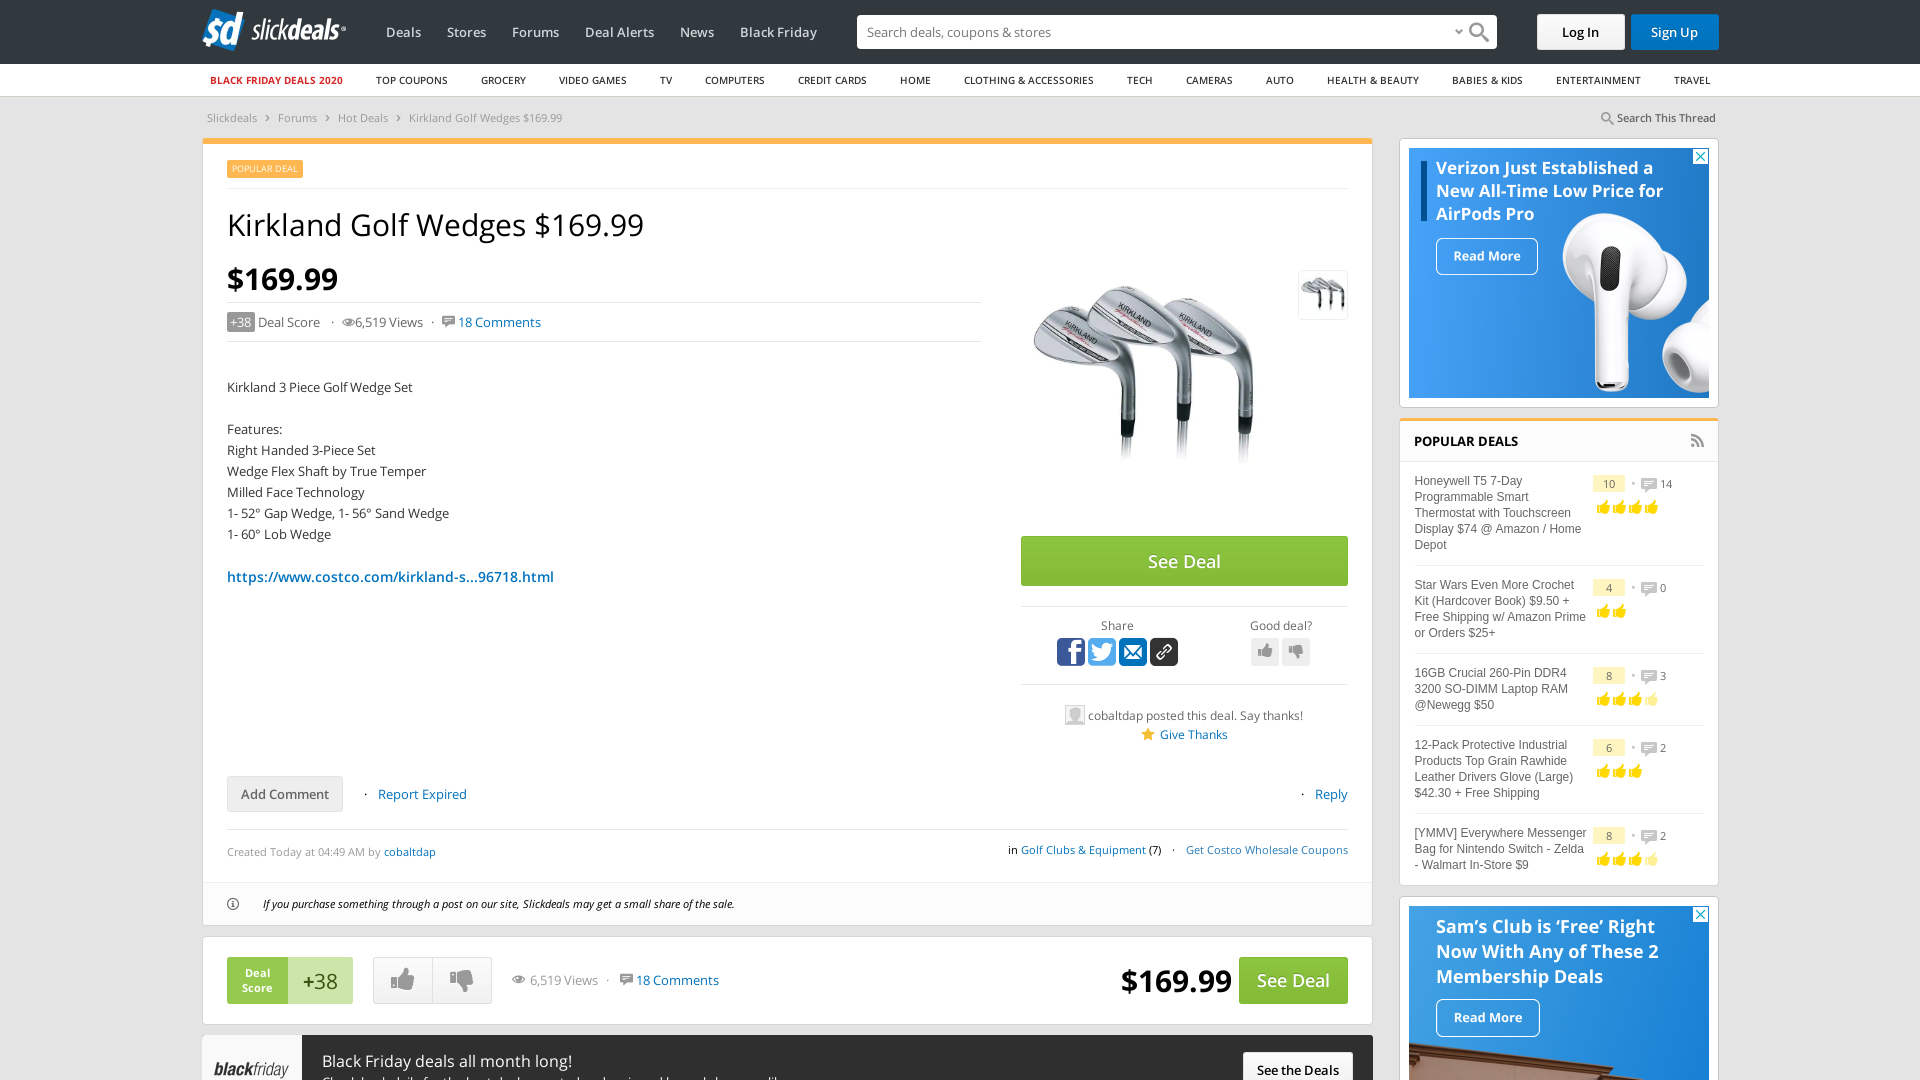 sd slickdeals
Deals Stores Forums Deal Alerts News Black Friday
Search deals, coupons & stores
Log In Sign Up
BLACK FRIDAY DEALS 2020 TOP COUPONS GROCERY VIDEO GAMES TV COMPUTERS CREDIT CARDS HOME CLOTHING & ACCESSORIES TECH CAMERAS AUTO HEALTH & BEAUTY BABIES & KIDS ENTERTAINMENT TRAVEL
Slickdeals › Forums › Hot Deals › Kirkland Golf Wedges $169.99
Search This Thread
POPULAR DEAL
Kirkland Golf Wedges $169.99
$169.99
+38 Deal Score · 6,519 Views · 18 Comments
Kirkland 3 Piece Golf Wedge Set
Features:
Right Handed 3-Piece Set
Wedge Flex Shaft by True Temper
Milled Face Technology
1- 52° Gap Wedge, 1- 56° Sand Wedge
1- 60° Lob Wedge
https://www.costco.com/kirkland-s...96718.html
KIRKLAND
KIRKLAND
KIRKLAND
See Deal
Share
Good deal?
cobaltdap posted this deal. Say thanks!
Give Thanks
Add Comment · Report Expired
· Reply
Created Today at 04:49 AM by cobaltdap
in Golf Clubs & Equipment (7) · Get Costco Wholesale Coupons
If you purchase something through a post on our site, Slickdeals may get a small share of the sale.
Deal
Score
+38
6,519 Views · 18 Comments
$169.99 See Deal
blackfriday
Black Friday deals all month long!
See the Deals
Verizon Just Established a
New All-Time Low Price for
AirPods Pro
Read More
POPULAR DEALS
Honeywell T5 7-Day
Programmable Smart
Thermostat with Touchscreen
Display $74 @ Amazon / Home
Depot
10 • 14
Star Wars Even More Crochet
Kit (Hardcover Book) $9.50 +
Free Shipping w/ Amazon Prime
or Orders $25+
4 • 0
16GB Crucial 260-Pin DDR4
3200 SO-DIMM Laptop RAM
@Newegg $50
8 • 3
12-Pack Protective Industrial
Products Top Grain Rawhide
Leather Drivers Glove (Large)
$42.30 + Free Shipping
6 • 2
[YMMV] Everywhere Messenger
Bag for Nintendo Switch - Zelda
- Walmart In-Store $9
8 • 2
Sam’s Club is ‘Free’ Right
Now With Any of These 2
Membership Deals
Read More